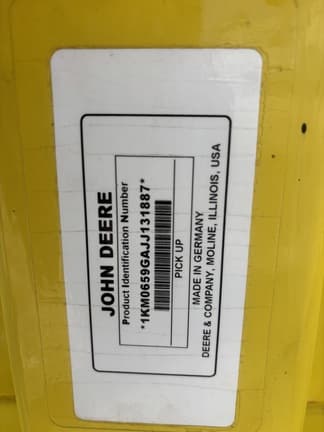 JOHN DEERE
Product Identification Number
*1KM0659GAJJ131887*
PICK UP
MADE IN GERMANY
DEERE & COMPANY, MOLINE, ILLINOIS, USA